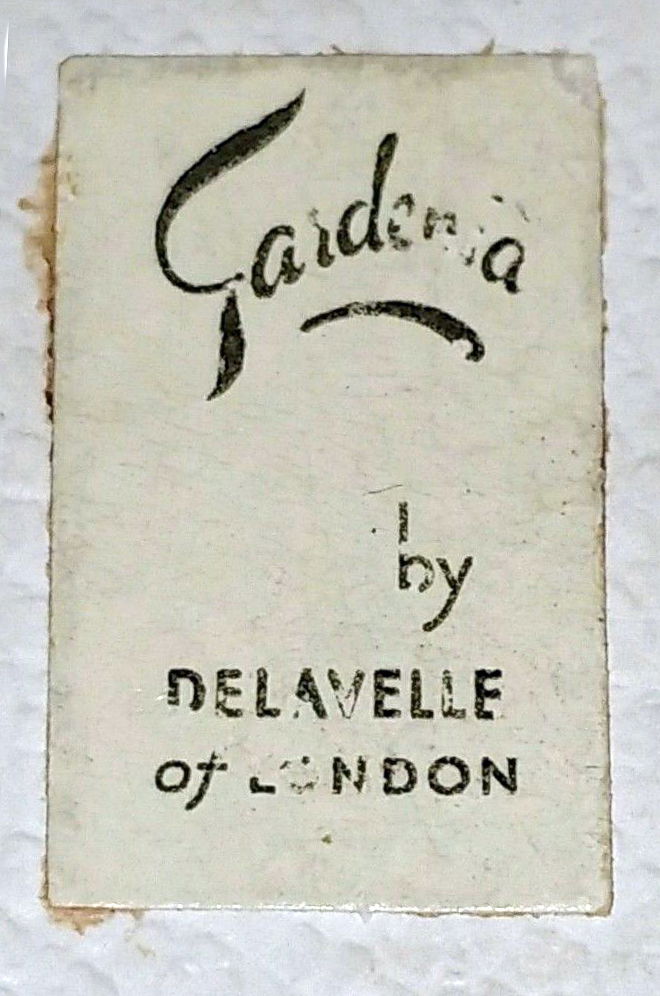 Gardenia
by
DELAVELLE
of LONDON